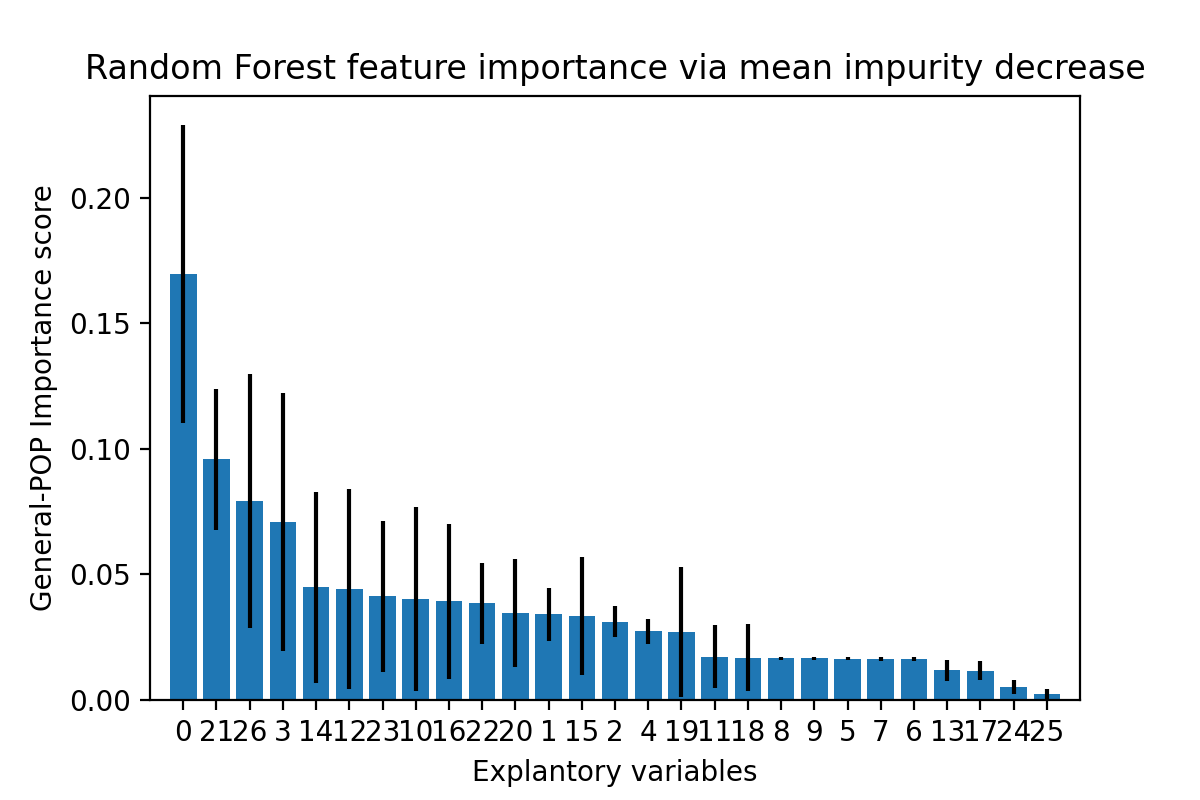 Random Forest feature importance via mean impurity decrease
General-POP Importance score
0.20
0.15
0.10
0.05
0.00
0 21 26 3 14 12 23 10 16 22 20 1 15 2 4 19 11 18 8 9 5 7 6 13 17 24 25
Explantory variables